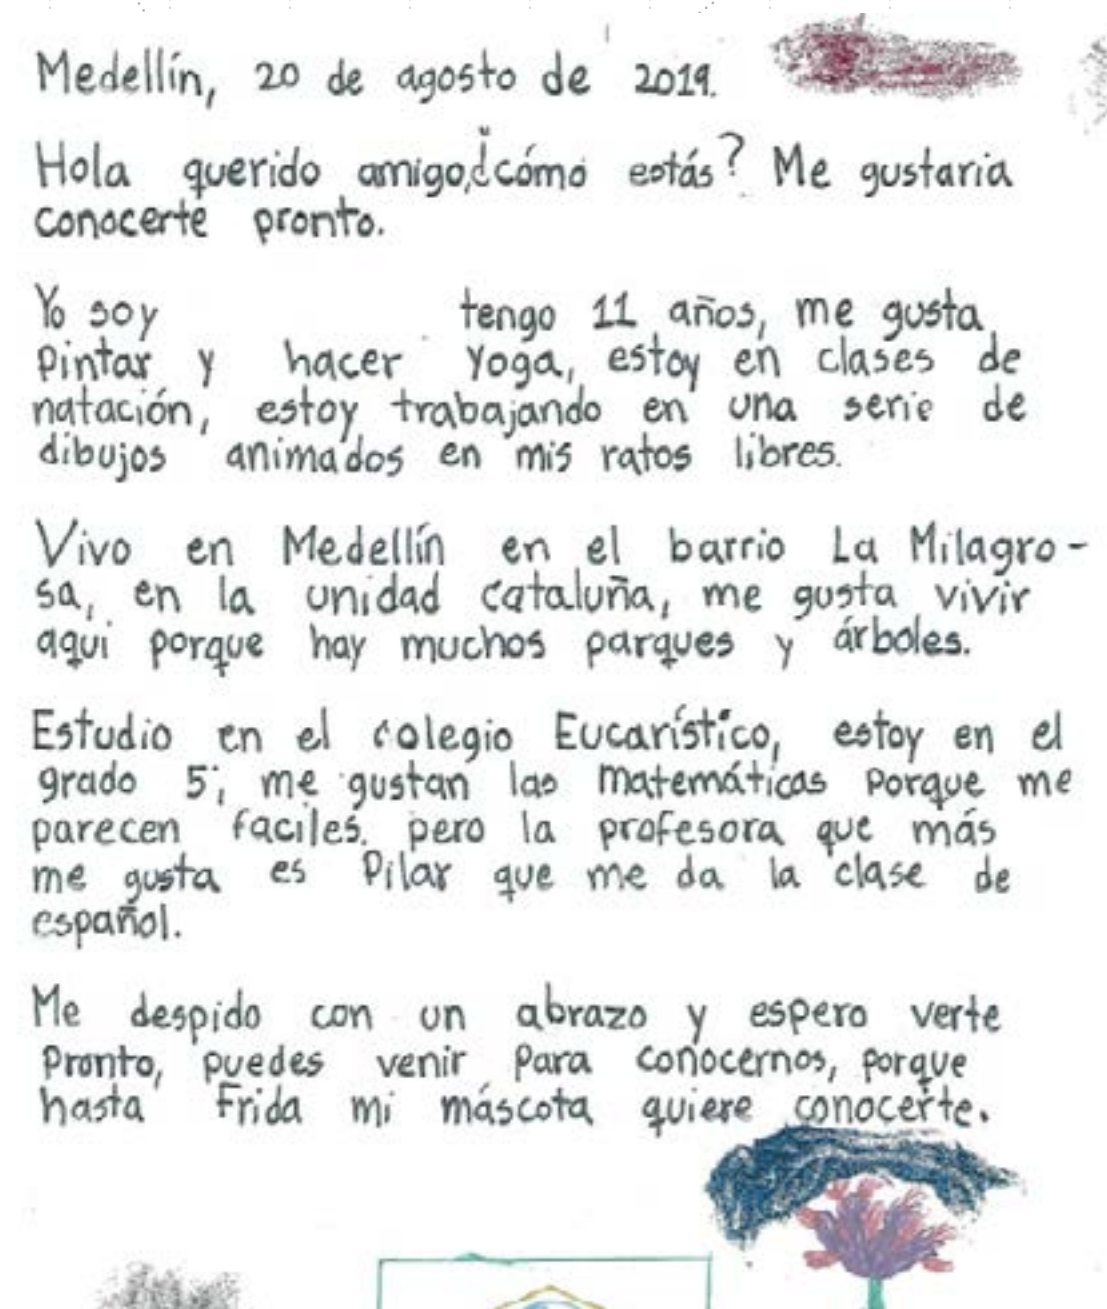 Medellín, 20 de agosto de 2019.
Hola querido amigo, ¿cómo estás? Me gustaria
conocerte pronto.
Yo soy tengo 11 años, me gusta
pintar y hacer yoga, estoy en clases de
natación, estoy trabajando en una serie de
dibujos animados en mis ratos libres.
Vivo en Medellín en el barrio La Milagro-
sa, en la unidad Cataluña, me gusta vivir
aquí porque hay muchos parques y árboles.
Estudio en el colegio Eucarístico, estoy en el
grado 5°, me gustan las matemáticas porque me
parecen faciles. pero la profesora que más
me gusta es Pilar que me da la clase de
español.
Me despido con un abrazo y espero verte
pronto, puedes venir para conocernos, porque
hasta Frida mi máscota quiere conocerte.